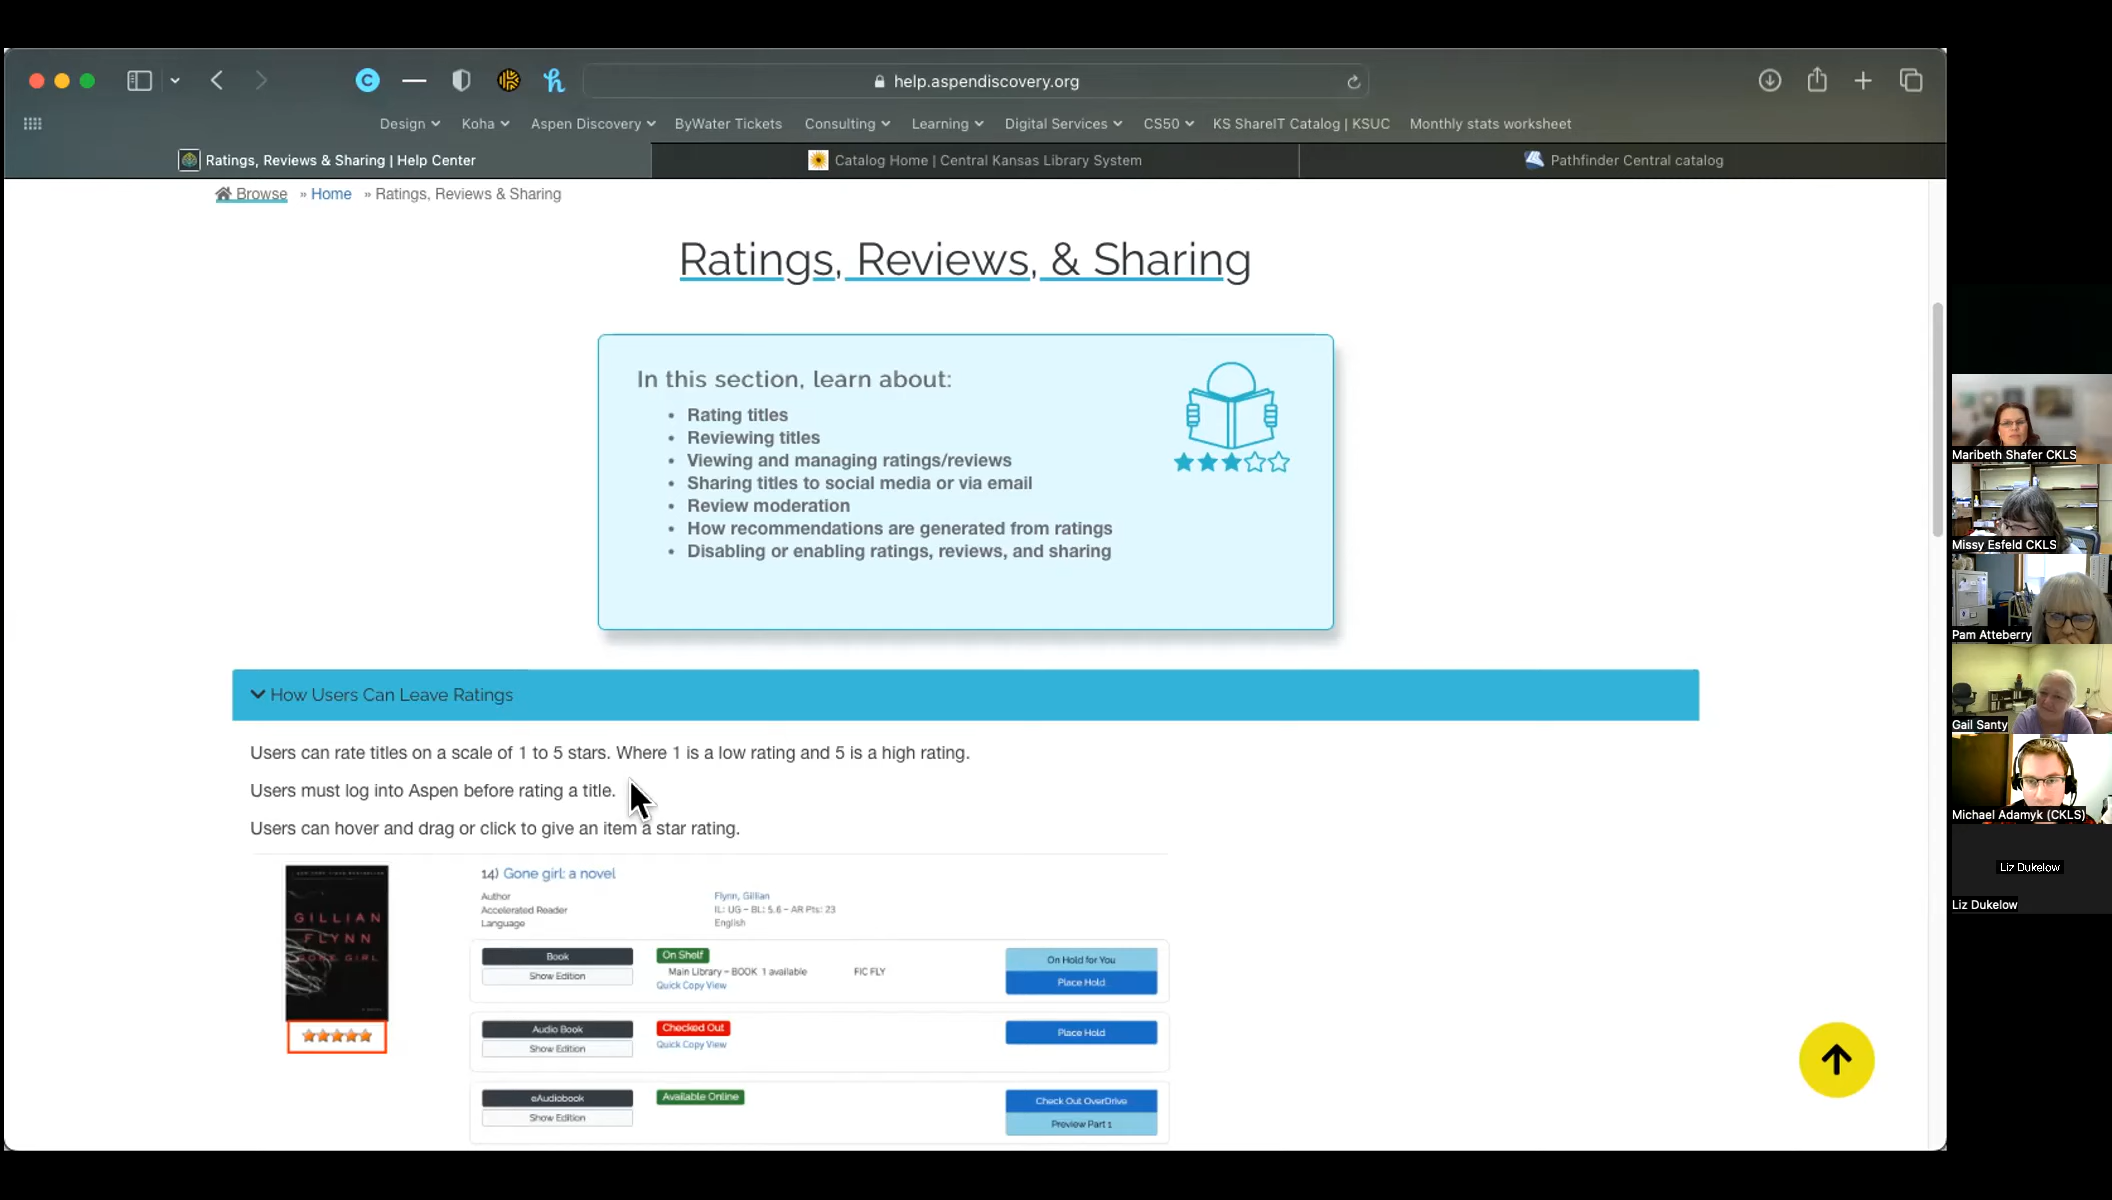 help.aspendiscovery.org
Design
Koha
Aspen Discovery
ByWater Tickets
Consulting
Learning
Digital Services
CS50
KS ShareIT Catalog | KSUC
Monthly stats worksheet
Ratings, Reviews & Sharing | Help Center
Catalog Home | Central Kansas Library System
Pathfinder Central catalog
Browse » Home » Ratings, Reviews & Sharing
Ratings, Reviews, & Sharing
In this section, learn about:
• Rating titles
• Reviewing titles
• Viewing and managing ratings/reviews
• Sharing titles to social media or via email
• Review moderation
• How recommendations are generated from ratings
• Disabling or enabling ratings, reviews, and sharing
How Users Can Leave Ratings
Users can rate titles on a scale of 1 to 5 stars. Where 1 is a low rating and 5 is a high rating.
Users must log into Aspen before rating a title.
Users can hover and drag or click to give an item a star rating.
GILLIAN
FLYNN
GONE GIRL
14) Gone girl: a novel
Author Flynn, Gillian
Accelerated Reader IL: UG – BL: 5.6 – AR Pts: 23
Language English
Book
Show Edition
On Shelf
Main Library – BOOK 1 available FIC FLY
Quick Copy View
On Hold for You
Place Hold
Audio Book
Show Edition
Checked Out
Quick Copy View
Place Hold
eAudiobook
Show Edition
Available Online
Check Out OverDrive
Preview Part 1
Maribeth Shafer CKLS
Missy Esfeld CKLS
Pam Atteberry
Gail Santy
Michael Adamyk (CKLS)
Liz Dukelow
Liz Dukelow